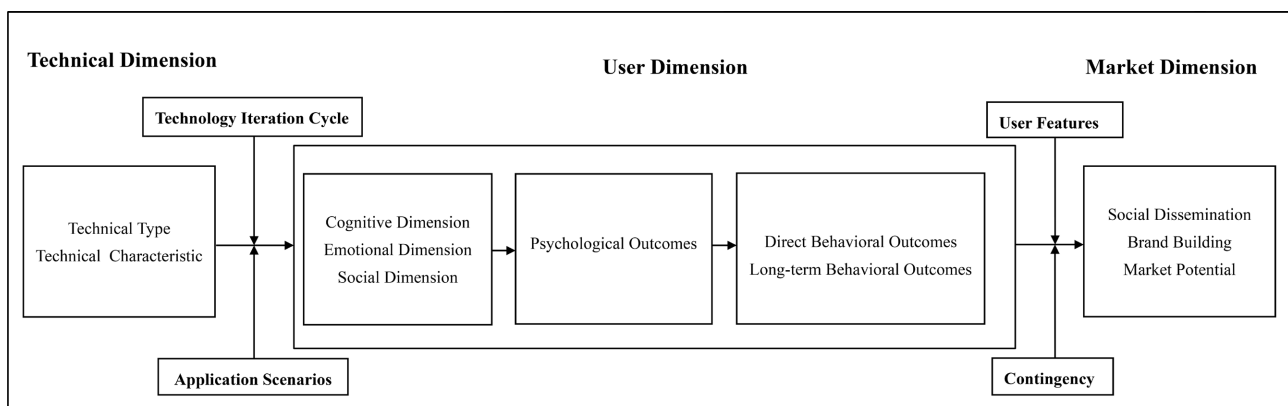 Technical Dimension
User Dimension
Market Dimension
Technology Iteration Cycle
User Features
Technical Type
Technical Characteristic
Cognitive Dimension
Emotional Dimension
Social Dimension
Psychological Outcomes
Direct Behavioral Outcomes
Long-term Behavioral Outcomes
Social Dissemination
Brand Building
Market Potential
Application Scenarios
Contingency